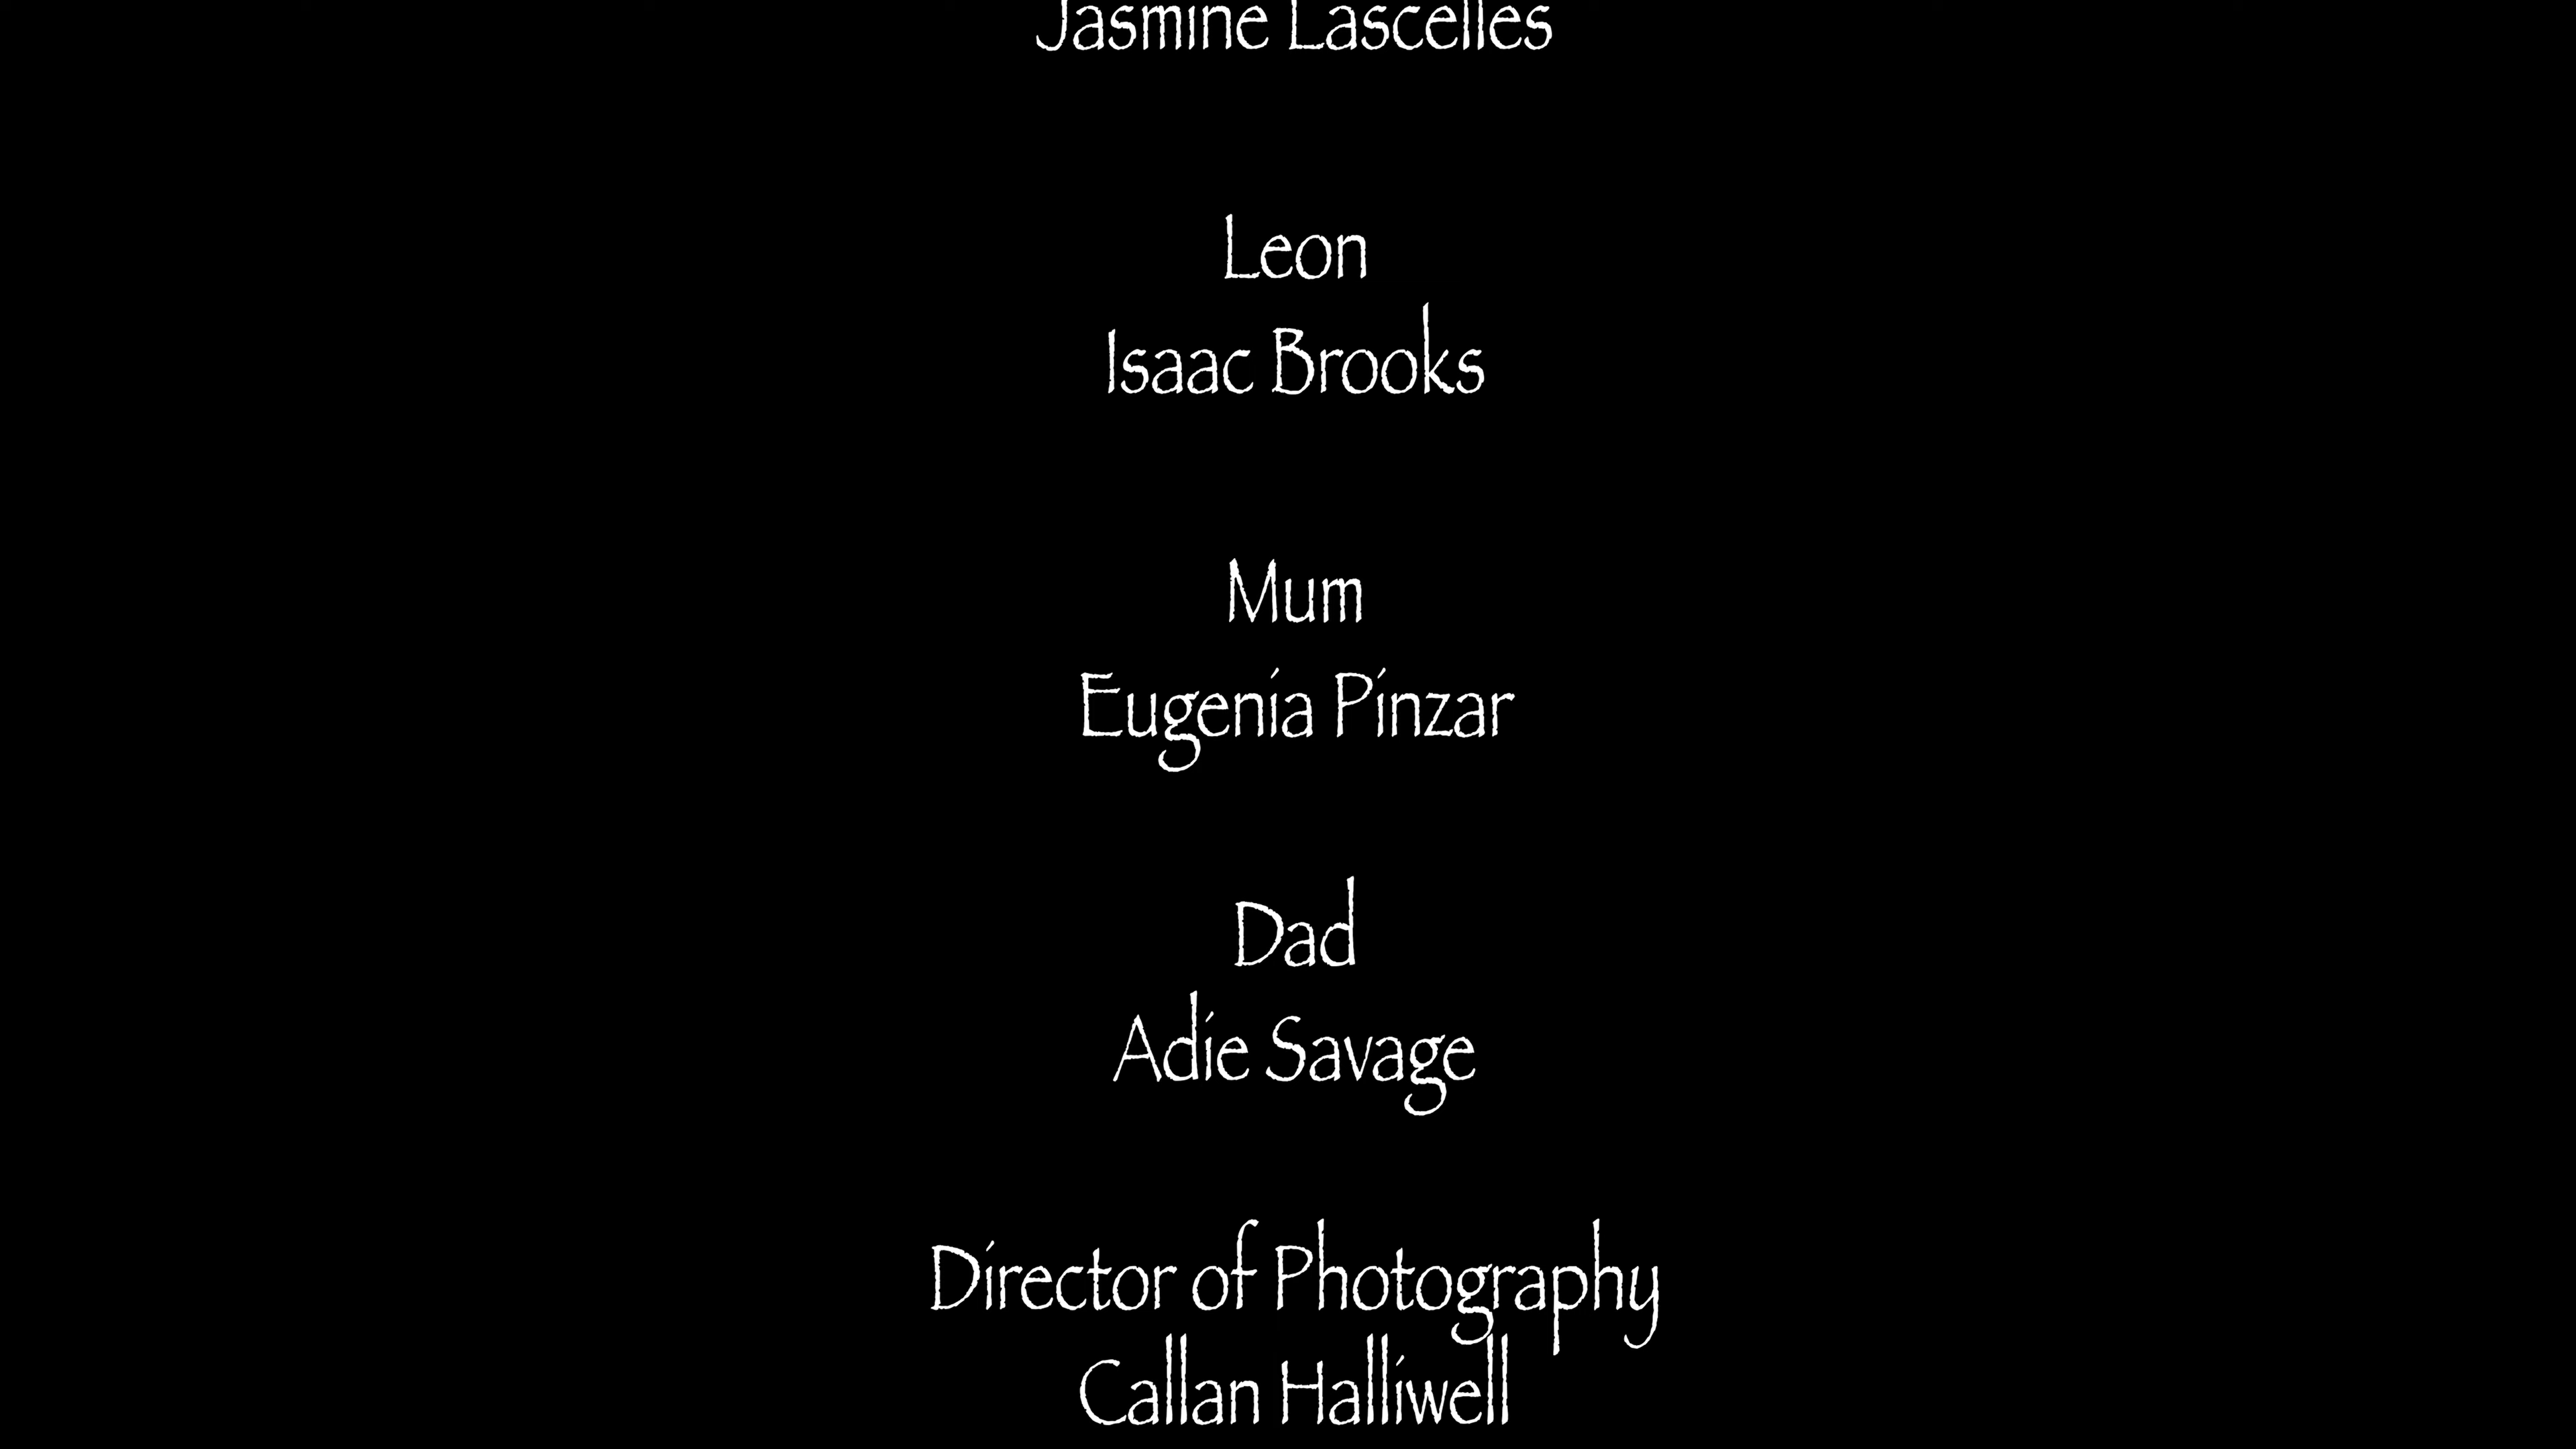 Jasmine Lascelles
Leon
Isaac Brooks
Mum
Eugenia Pinzar
Dad
Adie Savage
Director of Photography
Callan Halliwell